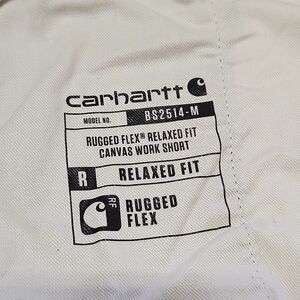 carhartt
MODEL NO. BS2514-M
RUGGED FLEX® RELAXED FIT
CANVAS WORK SHORT
R RELAXED FIT
RF RUGGED
FLEX